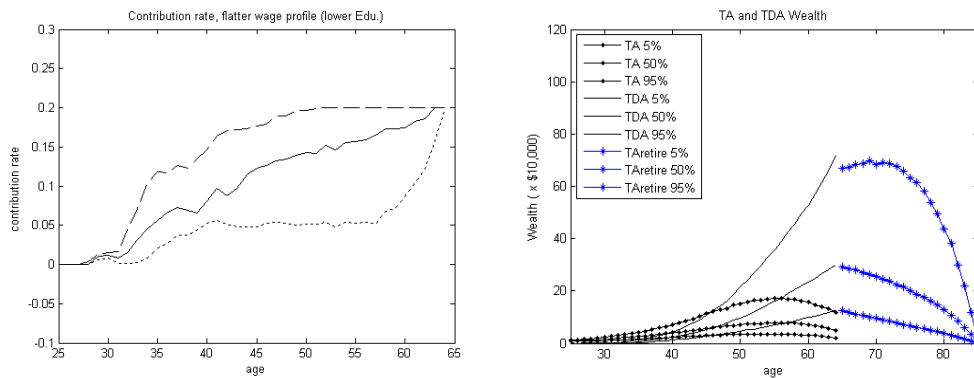 Contribution rate, flatter wage profile (lower Edu.)
0.3
0.25
0.2
0.15
0.1
0.05
0
-0.05
-0.1
contribution rate
25 30 35 40 45 50 55 60 65
age
TA and TDA Wealth
120
100
80
60
40
20
0
Wealth ( x $10,000)
TA 5%
TA 50%
TA 95%
TDA 5%
TDA 50%
TDA 95%
TAretire 5%
TAretire 50%
TAretire 95%
30 40 50 60 70 80
age